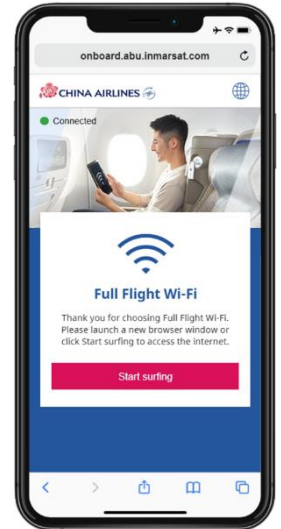 onboard.abu.inmarsat.com
CHINA AIRLINES
Connected
Full Flight Wi-Fi
Thank you for choosing Full Flight Wi-Fi.
Please launch a new browser window or
click Start surfing to access the internet.
Start surfing